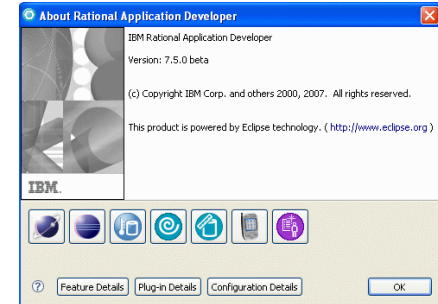 About Rational Application Developer
IBM Rational Application Developer
Version: 7.5.0 beta
(c) Copyright IBM Corp. and others 2000, 2007.  All rights reserved.
This product is powered by Eclipse technology. ( http://www.eclipse.org )
IBM.
?
Feature Details
Plug-in Details
Configuration Details
OK